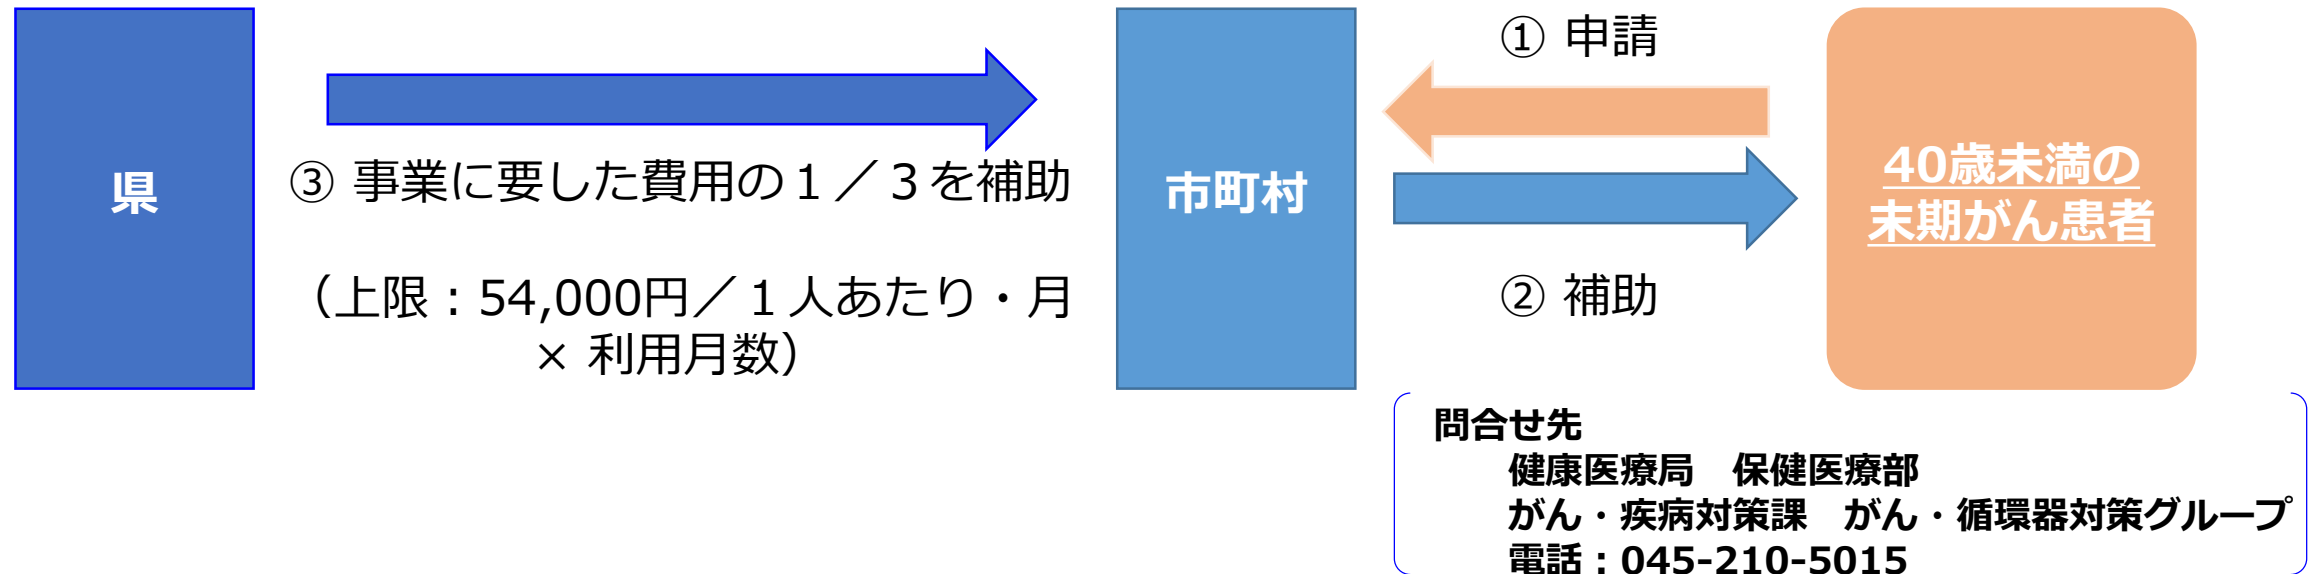 県
③ 事業に要した費用の１／３を補助
（上限：54,000円／１人あたり・月
× 利用月数）
市町村
① 申請
② 補助
40歳未満の
末期がん患者
問合せ先
健康医療局　保健医療部
がん・疾病対策課　がん・循環器対策グループ
電話：045-210-5015